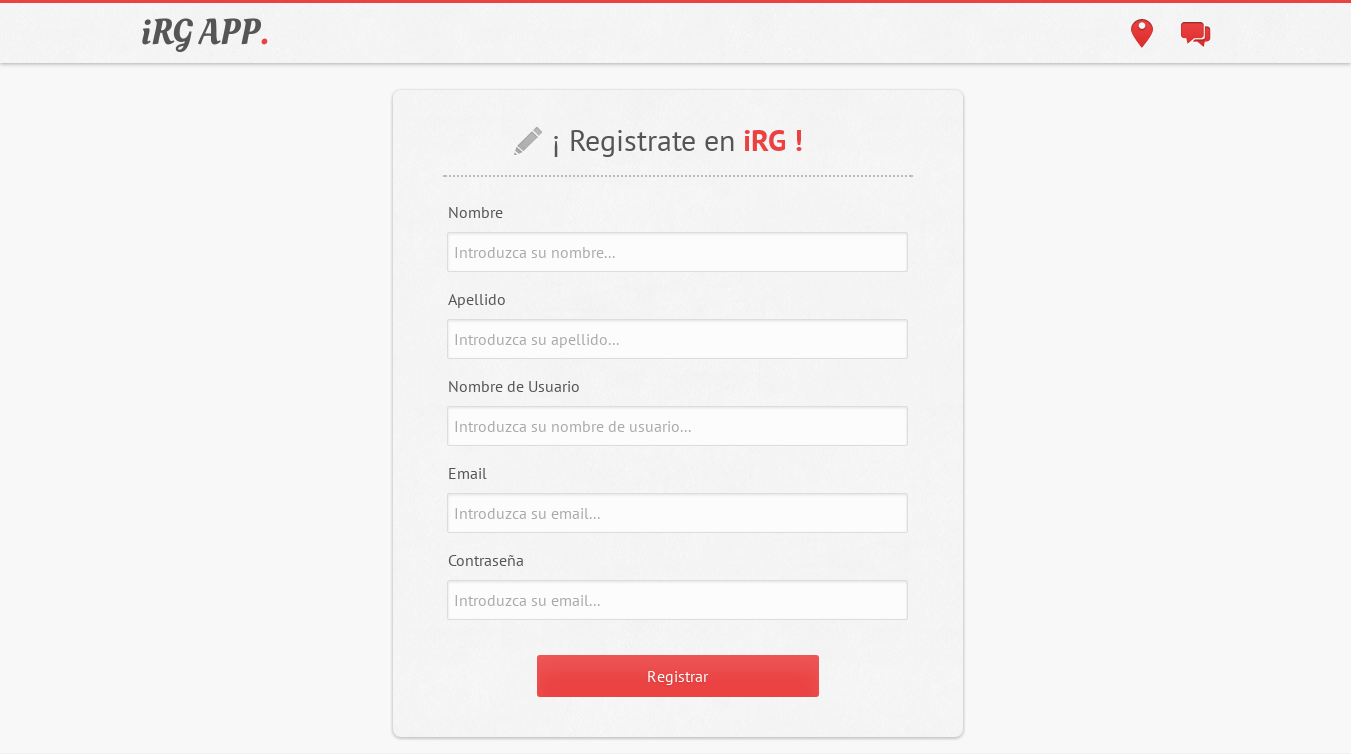 iRG APP.
¡ Registrate en iRG !
Nombre
Introduzca su nombre...
Apellido
Introduzca su apellido...
Nombre de Usuario
Introduzca su nombre de usuario...
Email
Introduzca su email...
Contraseña
Introduzca su email...
Registrar